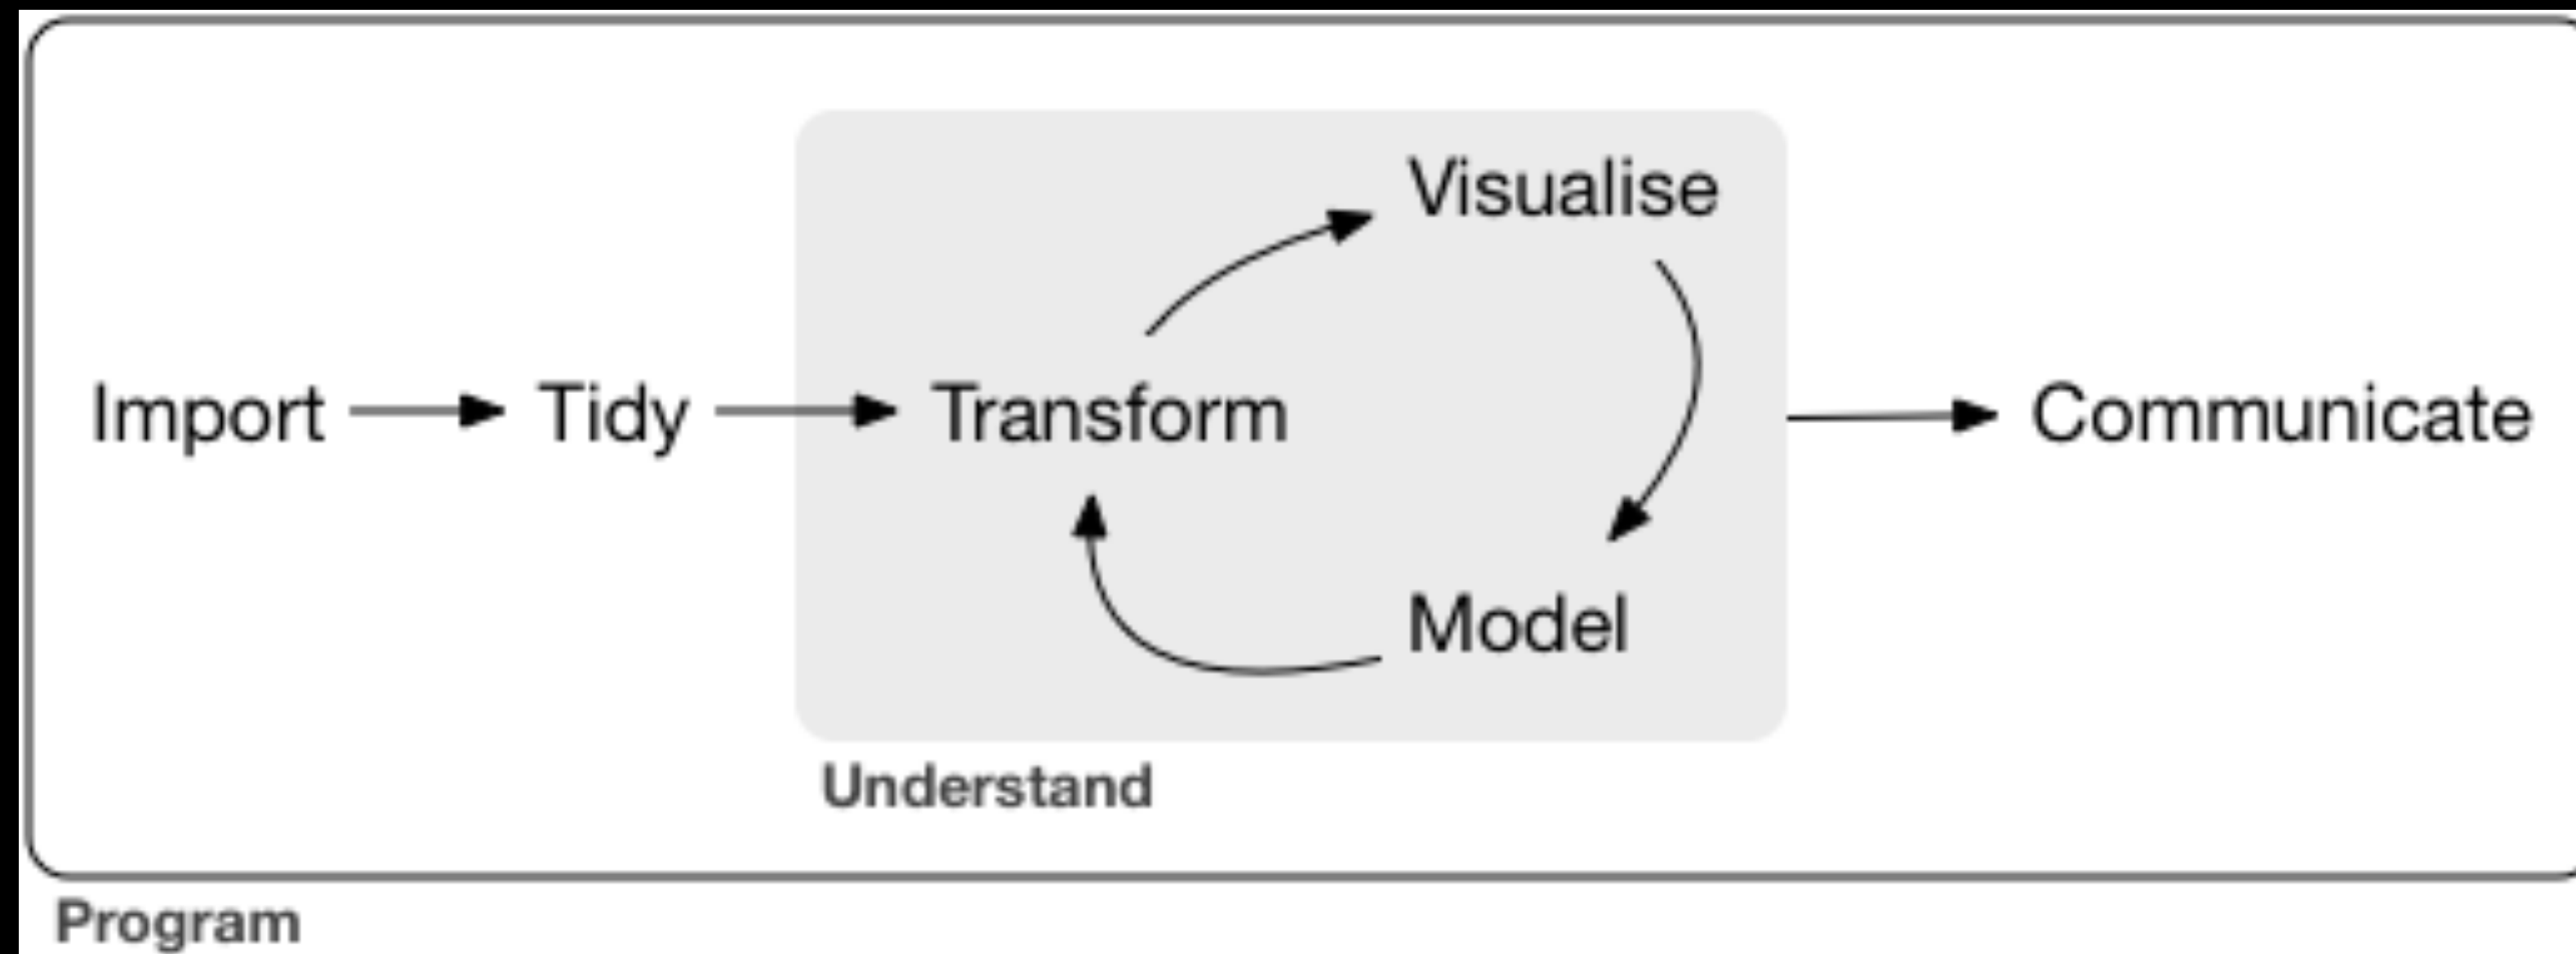 Visualise
Import Tidy Transform Communicate
Model
Understand
Program